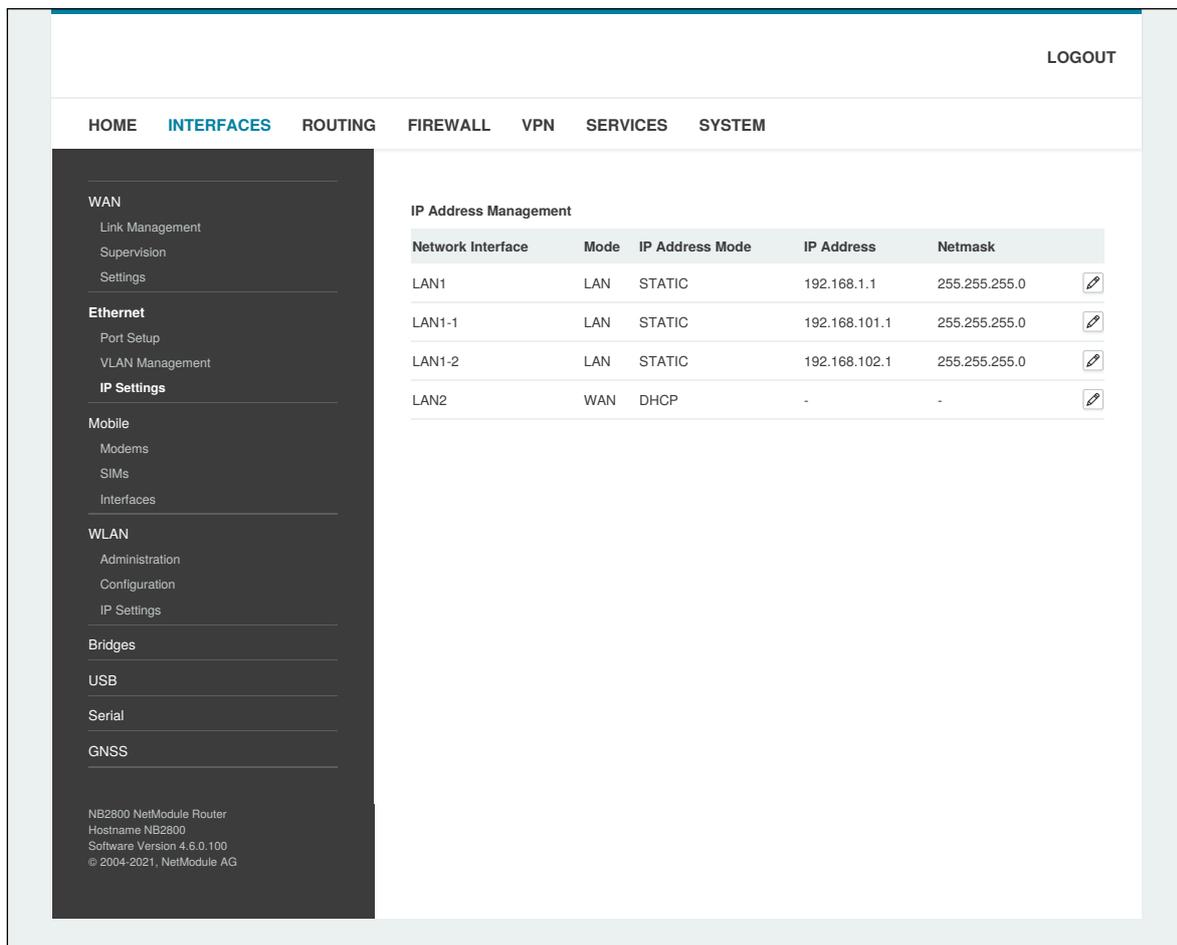 LOGOUT
HOME INTERFACES ROUTING FIREWALL VPN SERVICES SYSTEM
WAN
Link Management
Supervision
Settings
Ethernet
Port Setup
VLAN Management
IP Settings
Mobile
Modems
SIMs
Interfaces
WLAN
Administration
Configuration
IP Settings
Bridges
USB
Serial
GNSS
NB2800 NetModule Router
Hostname NB2800
Software Version 4.6.0.100
© 2004-2021, NetModule AG
IP Address Management
Network Interface Mode IP Address Mode IP Address Netmask
LAN1 LAN STATIC 192.168.1.1 255.255.255.0
LAN1-1 LAN STATIC 192.168.101.1 255.255.255.0
LAN1-2 LAN STATIC 192.168.102.1 255.255.255.0
LAN2 WAN DHCP - -